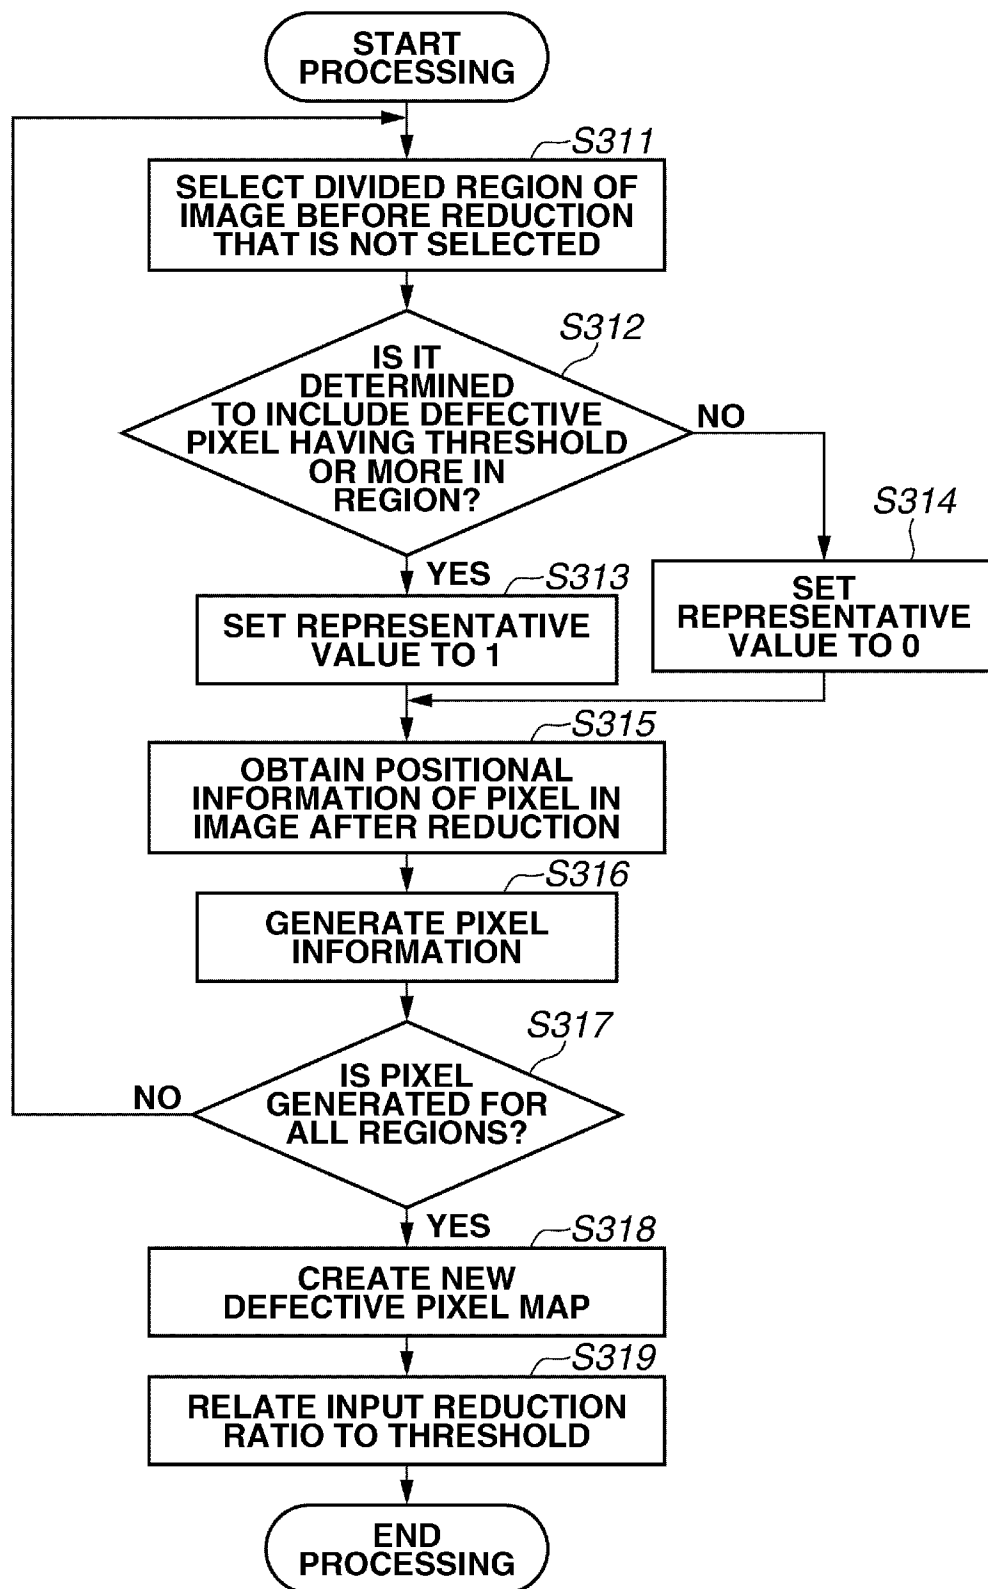 START
PROCESSING
S311
SELECT DIVIDED REGION OF
IMAGE BEFORE REDUCTION
THAT IS NOT SELECTED
S312
IS IT
DETERMINED
TO INCLUDE DEFECTIVE
PIXEL HAVING THRESHOLD
OR MORE IN
REGION?
NO
YES
S313
SET REPRESENTATIVE
VALUE TO 1
S314
SET
REPRESENTATIVE
VALUE TO 0
S315
OBTAIN POSITIONAL
INFORMATION OF PIXEL IN
IMAGE AFTER REDUCTION
S316
GENERATE PIXEL
INFORMATION
S317
IS PIXEL
GENERATED FOR
ALL REGIONS?
NO
YES
S318
CREATE NEW
DEFECTIVE PIXEL MAP
S319
RELATE INPUT REDUCTION
RATIO TO THRESHOLD
END
PROCESSING